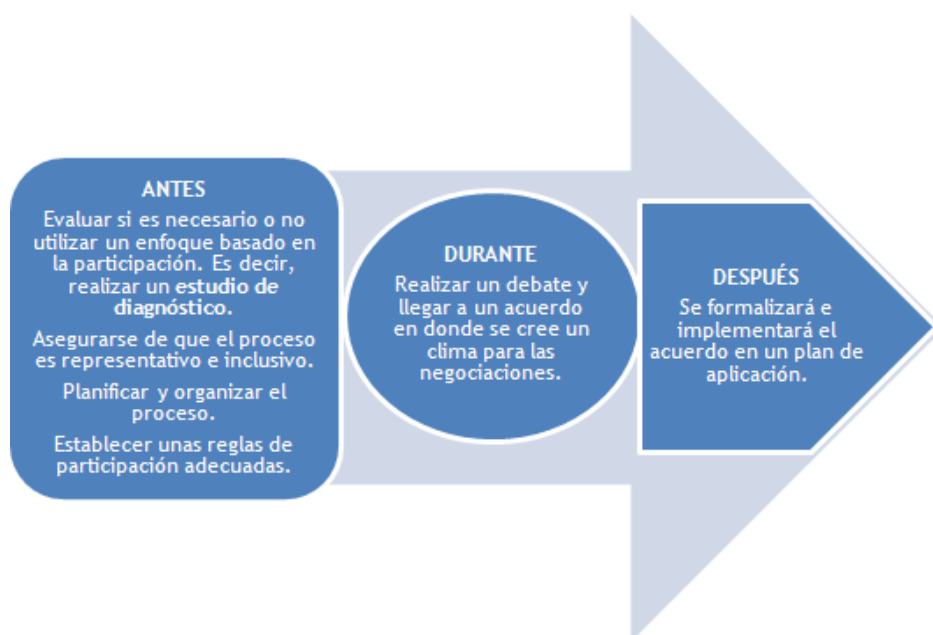 ANTES
Evaluar si es necesario o no
utilizar un enfoque basado en
la participación. Es decir,
realizar un estudio de
diagnóstico.
Asegurarse de que el proceso
es representativo e inclusivo.
Planificar y organizar el
proceso.
Establecer unas reglas de
participación adecuadas.
DURANTE
Realizar un debate y
llegar a un acuerdo
en donde se cree un
clima para las
negociaciones.
DESPUÉS
Se formalizará e
implementará el
acuerdo en un plan de
aplicación.